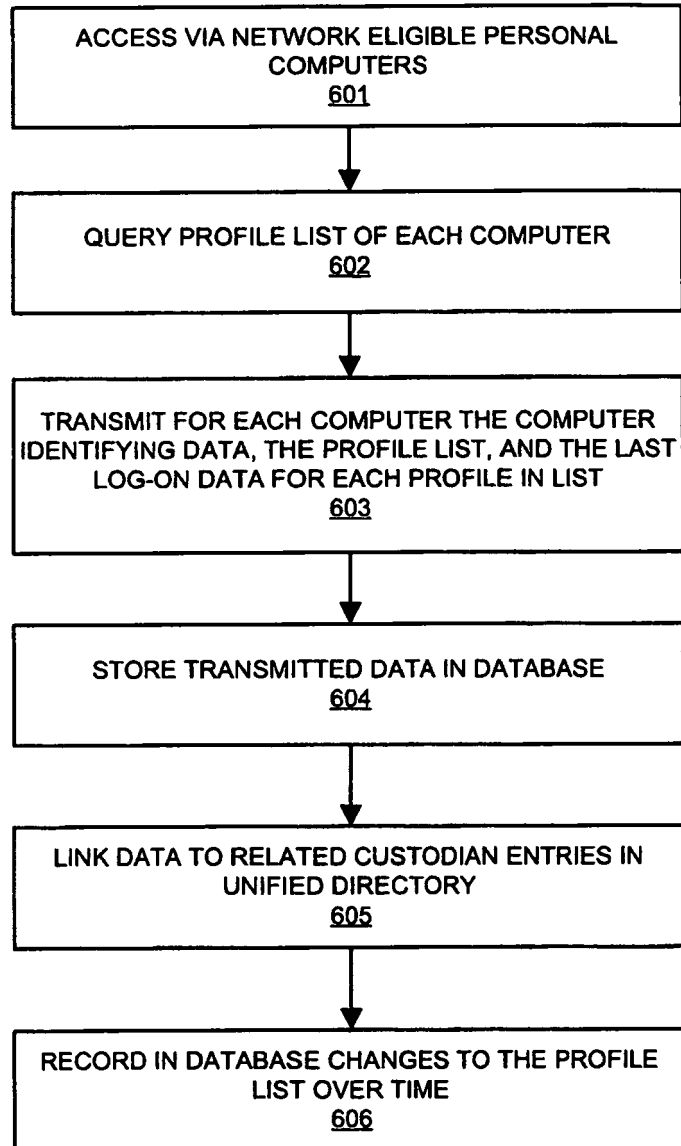 ACCESS VIA NETWORK ELIGIBLE PERSONAL
COMPUTERS
601
QUERY PROFILE LIST OF EACH COMPUTER
602
TRANSMIT FOR EACH COMPUTER THE COMPUTER
IDENTIFYING DATA, THE PROFILE LIST, AND THE LAST
LOG-ON DATA FOR EACH PROFILE IN LIST
603
STORE TRANSMITTED DATA IN DATABASE
604
LINK DATA TO RELATED CUSTODIAN ENTRIES IN
UNIFIED DIRECTORY
605
RECORD IN DATABASE CHANGES TO THE PROFILE
LIST OVER TIME
606